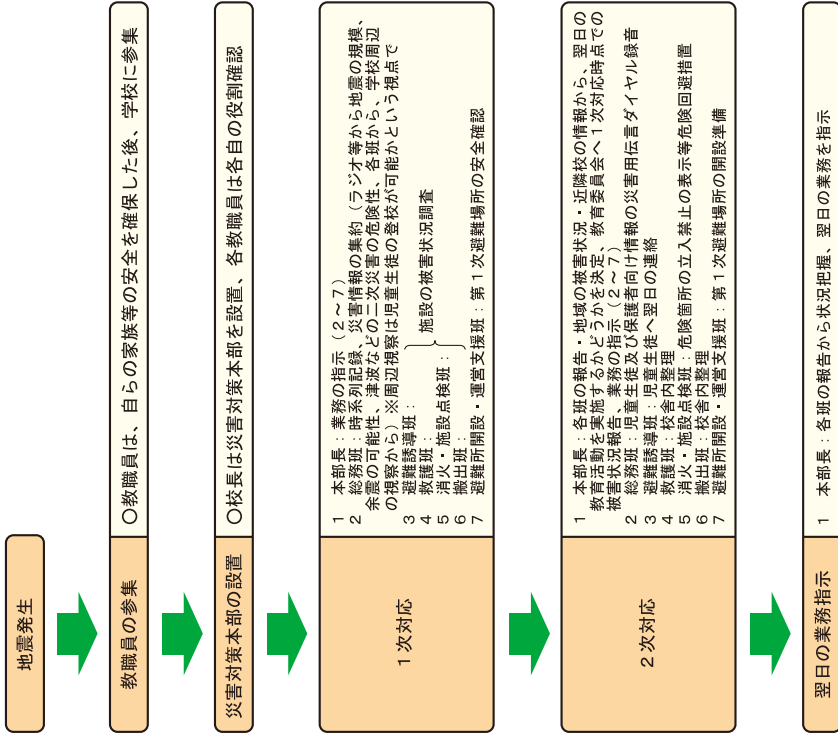 地震発生
教職員の参集
〇教職員は、自らの家族等の安全を確保した後、学校に参集
災害対策本部の設置
〇校長は災害対策本部を設置、各教職員は各自の役割確認
1次対応
1 本部長：業務の指示（2～7）
2 総務班：時系列記録、災害情報の集約（ラジオ等から地震の規模、
余震の可能性、津波などの二次災害の危険性、各班から、学校周辺
の視察から）※周辺視察は児童生徒の登校が可能かという視点で
3 避難誘導班：
4 救護班：
5 消火・施設点検班：
6 搬出班：
施設の被害状況調査
7 避難所開設・運営支援班：第1次避難場所の安全確認
2次対応
1 本部長：各班の報告・地域の被害状況・近隣校の情報から、翌日の
教育活動を実施するかどうかを決定、教育委員会へ1次対応時点での
被害状況報告、業務の指示（2～7）
2 総務班：児童生徒及び保護者向け情報の災害用伝言ダイヤル録音
3 避難誘導班：児童生徒へ翌日の連絡
4 救護班：校舎内整理
5 消火・施設点検班：危険箇所の立入禁止の表示等危険回避措置
6 搬出班：校舎内整理
7 避難所開設・運営支援班：第1次避難場所の開設準備
翌日の業務指示
1 本部長：各班の報告から状況把握、翌日の業務を指示